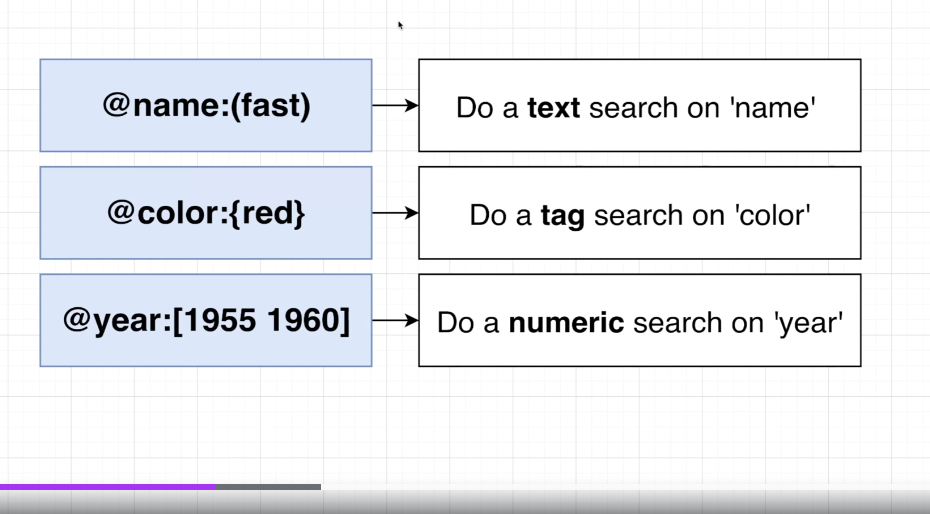 @name:(fast)
Do a text search on 'name'
@color:{red}
Do a tag search on 'color'
@year:[1955 1960]
Do a numeric search on 'year'